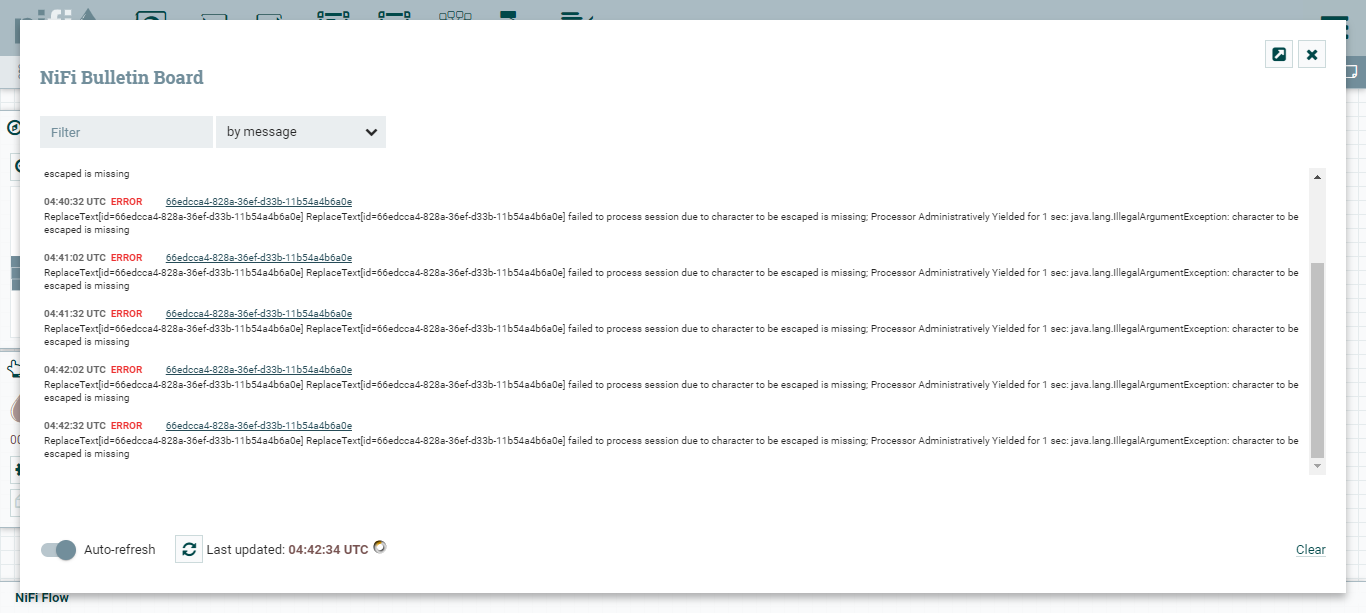 NiFi Bulletin Board
Filter
by message
escaped is missing
04:40:32 UTC ERROR 66edcca4-828a-36ef-d33b-11b54a4b6a0e
ReplaceText[id=66edcca4-828a-36ef-d33b-11b54a4b6a0e] ReplaceText[id=66edcca4-828a-36ef-d33b-11b54a4b6a0e] failed to process session due to character to be escaped is missing; Processor Administratively Yielded for 1 sec: java.lang.IllegalArgumentException: character to be
escaped is missing
04:41:02 UTC ERROR 66edcca4-828a-36ef-d33b-11b54a4b6a0e
ReplaceText[id=66edcca4-828a-36ef-d33b-11b54a4b6a0e] ReplaceText[id=66edcca4-828a-36ef-d33b-11b54a4b6a0e] failed to process session due to character to be escaped is missing; Processor Administratively Yielded for 1 sec: java.lang.IllegalArgumentException: character to be
escaped is missing
04:41:32 UTC ERROR 66edcca4-828a-36ef-d33b-11b54a4b6a0e
ReplaceText[id=66edcca4-828a-36ef-d33b-11b54a4b6a0e] ReplaceText[id=66edcca4-828a-36ef-d33b-11b54a4b6a0e] failed to process session due to character to be escaped is missing; Processor Administratively Yielded for 1 sec: java.lang.IllegalArgumentException: character to be
escaped is missing
04:42:02 UTC ERROR 66edcca4-828a-36ef-d33b-11b54a4b6a0e
ReplaceText[id=66edcca4-828a-36ef-d33b-11b54a4b6a0e] ReplaceText[id=66edcca4-828a-36ef-d33b-11b54a4b6a0e] failed to process session due to character to be escaped is missing; Processor Administratively Yielded for 1 sec: java.lang.IllegalArgumentException: character to be
escaped is missing
04:42:32 UTC ERROR 66edcca4-828a-36ef-d33b-11b54a4b6a0e
ReplaceText[id=66edcca4-828a-36ef-d33b-11b54a4b6a0e] ReplaceText[id=66edcca4-828a-36ef-d33b-11b54a4b6a0e] failed to process session due to character to be escaped is missing; Processor Administratively Yielded for 1 sec: java.lang.IllegalArgumentException: character to be
escaped is missing
Auto-refresh
Last updated: 04:42:34 UTC
Clear
NiFi Flow